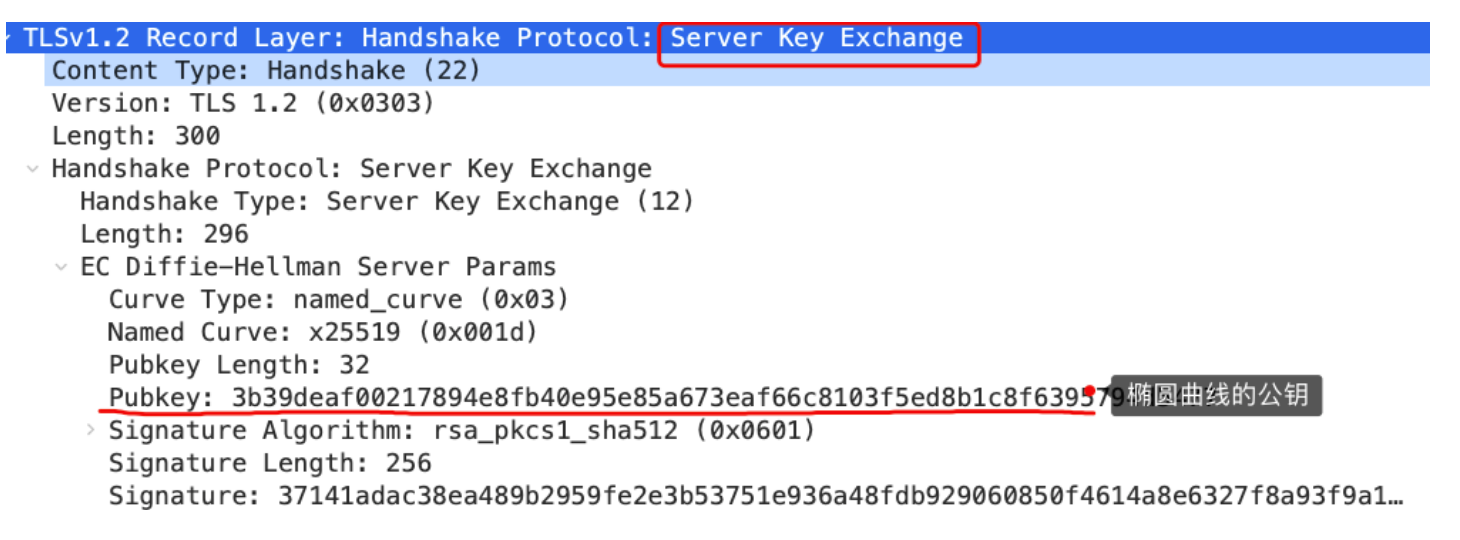 TLSv1.2 Record Layer: Handshake Protocol: Server Key Exchange
Content Type: Handshake (22)
Version: TLS 1.2 (0x0303)
Length: 300
Handshake Protocol: Server Key Exchange
Handshake Type: Server Key Exchange (12)
Length: 296
EC Diffie-Hellman Server Params
Curve Type: named_curve (0x03)
Named Curve: x25519 (0x001d)
Pubkey Length: 32
Pubkey: 3b39deaf00217894e8fb40e95e85a673eaf66c8103f5ed8b1c8f639579 椭圆曲线的公钥
Signature Algorithm: rsa_pkcs1_sha512 (0x0601)
Signature Length: 256
Signature: 37141adac38ea489b2959fe2e3b53751e936a48fdb929060850f4614a8e6327f8a93f9a1…